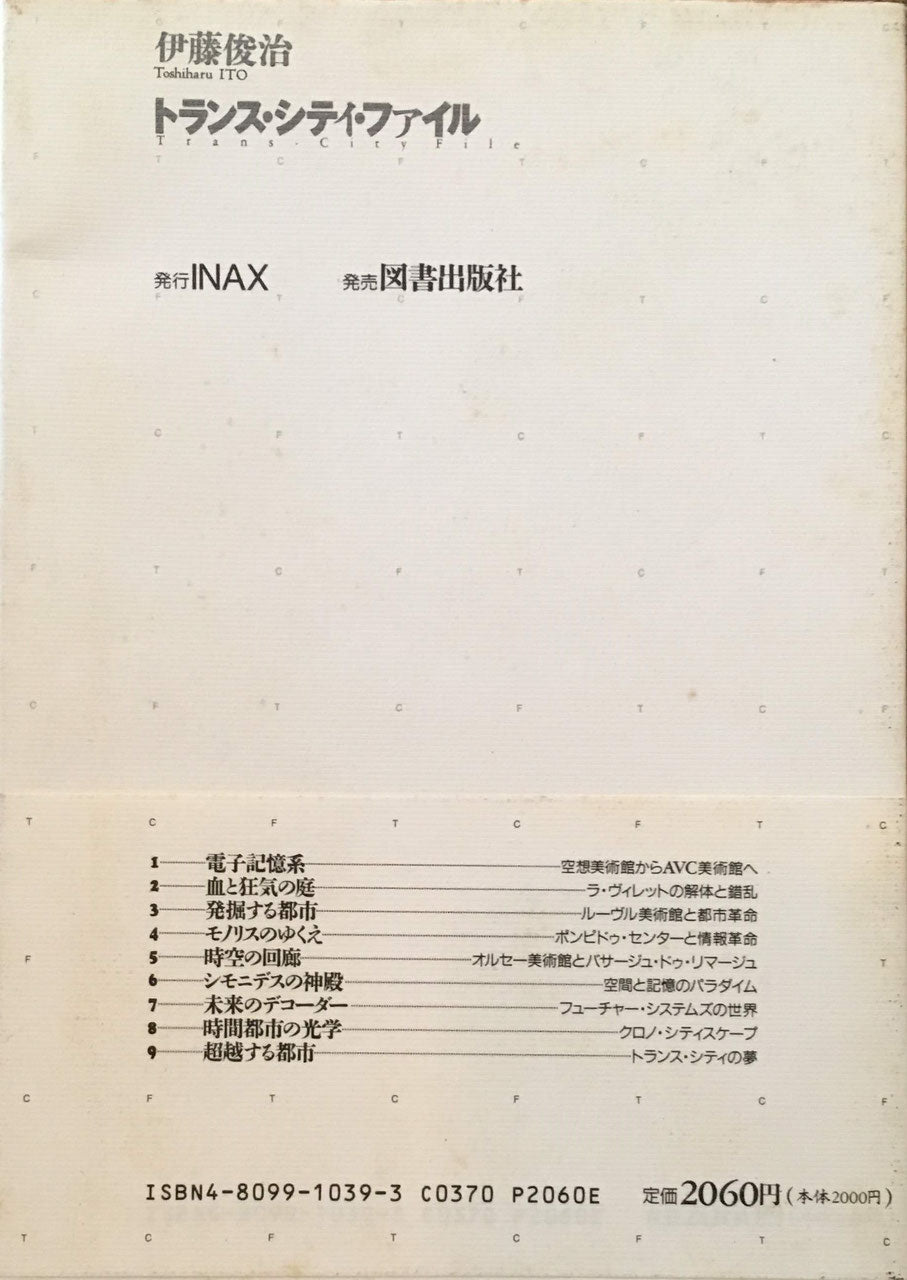 伊藤俊治
Toshiharu ITO
トランス・シティ・ファイル
Trans-City File
発行INAX 発売図書出版社
1 電子記憶系 空想美術館からAVC美術館へ
2 血と狂気の庭 ラ・ヴィレットの解体と錯乱
3 発掘する都市 ルーヴル美術館と都市革命
4 モノリスのゆくえ ポンピドゥ・センターと情報革命
5 時空の回廊 オルセー美術館とパサージュ・ドゥ・リマージュ
6 シモニデスの神殿 空間と記憶のパラダイム
7 未来のデコーダー フューチャー・システムズの世界
8 時間都市の光学 クロノ・シティスケープ
9 超越する都市 トランス・シティの夢
ISBN4-8099-1039-3 C0370 P2060E 定価2060円(本体2000円)